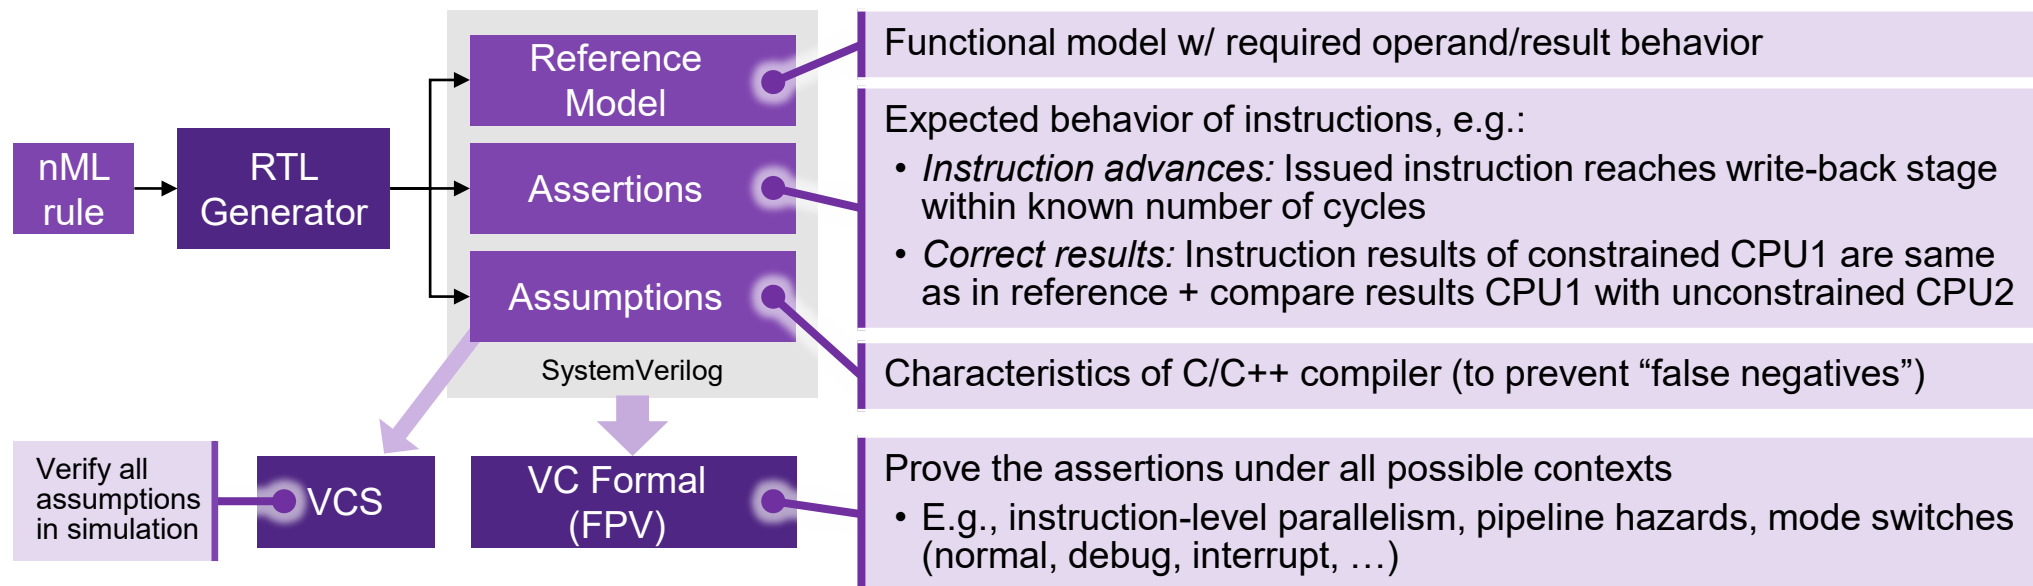 nML
rule
RTL
Generator
Reference
Model
Assertions
Assumptions
SystemVerilog
Functional model w/ required operand/result behavior
Expected behavior of instructions, e.g.:
• Instruction advances: Issued instruction reaches write-back stage
within known number of cycles
• Correct results: Instruction results of constrained CPU1 are same
as in reference + compare results CPU1 with unconstrained CPU2
Characteristics of C/C++ compiler (to prevent “false negatives”)
Verify all
assumptions
in simulation
VCS
VC Formal
(FPV)
Prove the assertions under all possible contexts
• E.g., instruction-level parallelism, pipeline hazards, mode switches
(normal, debug, interrupt, …)